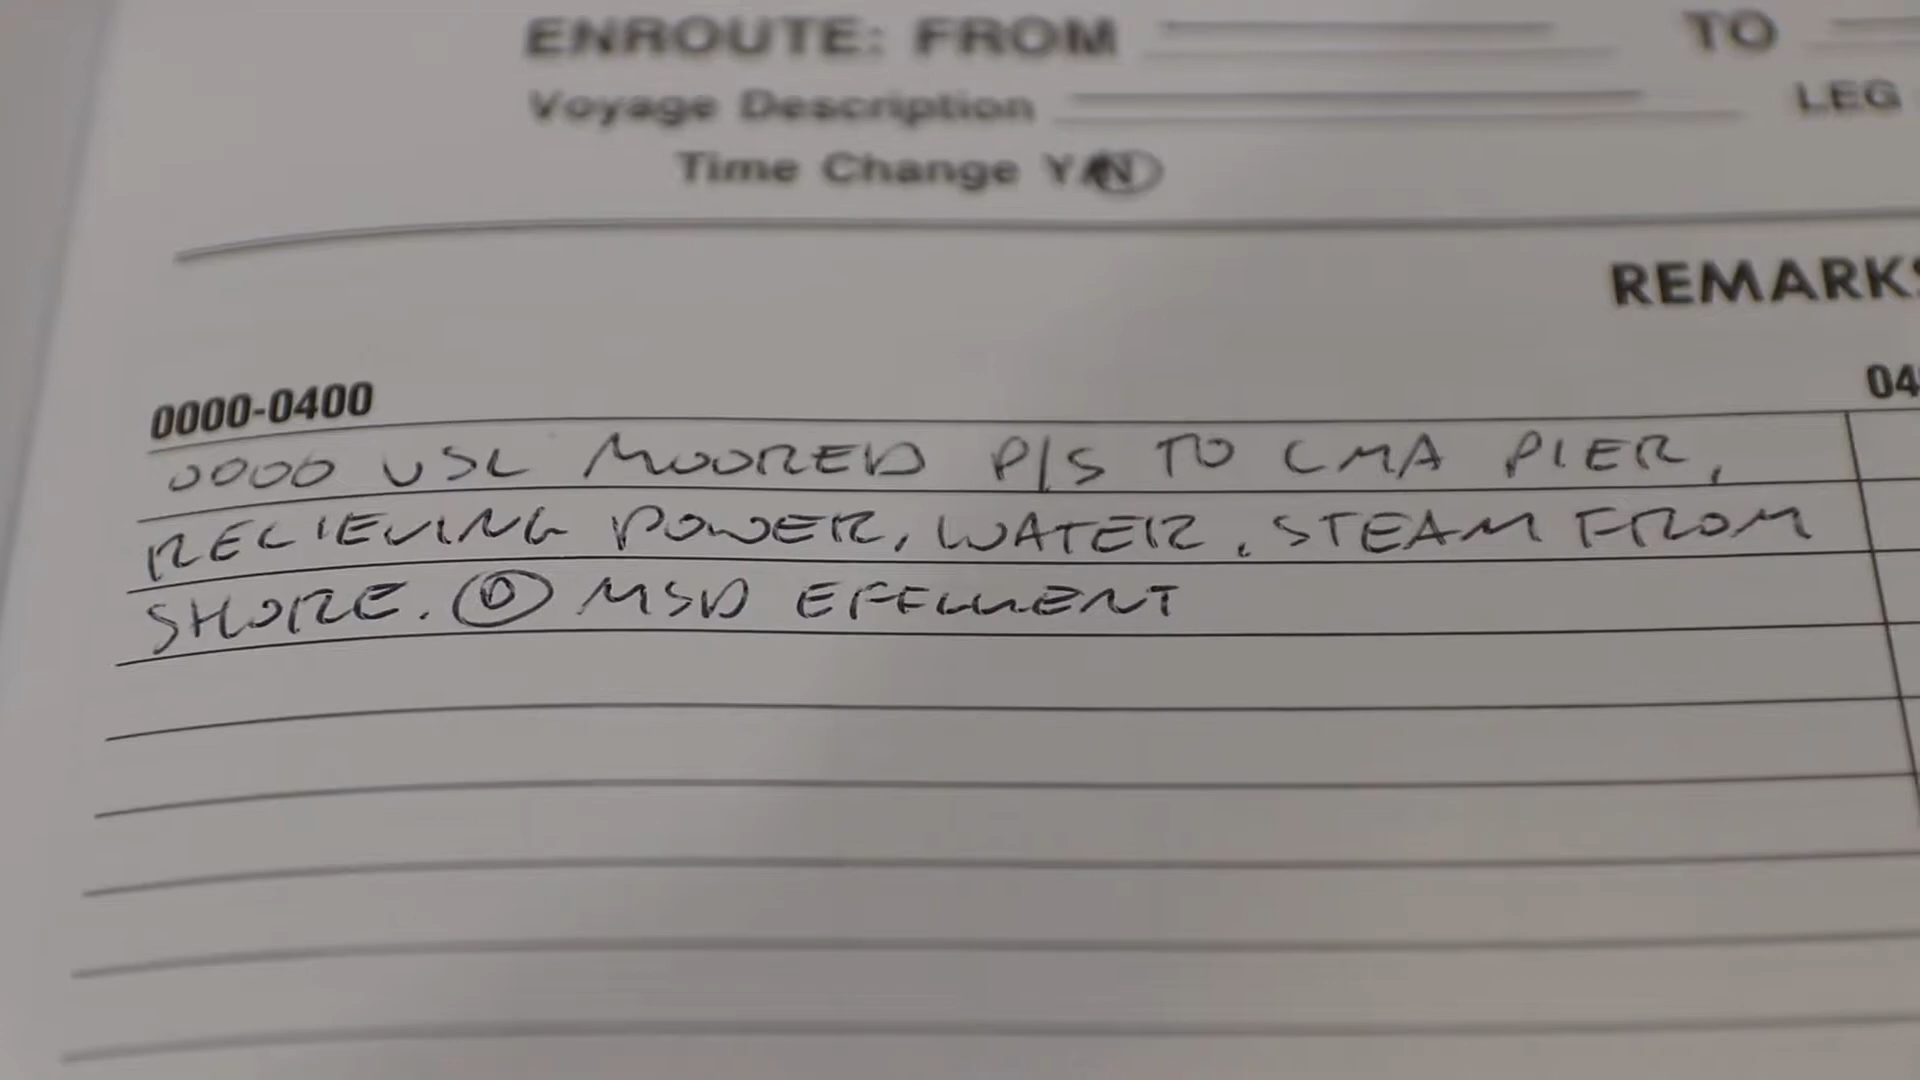 ENROUTE: FROM TO
Voyage Description LEG
Time Change Y/N
REMARKS
0000-0400 04
0000 USL MOORED P/S TO CMA PIER,
RECIEVING POWER, WATER, STEAM FROM
SHORE. Ⓞ MSD EFFLUENT